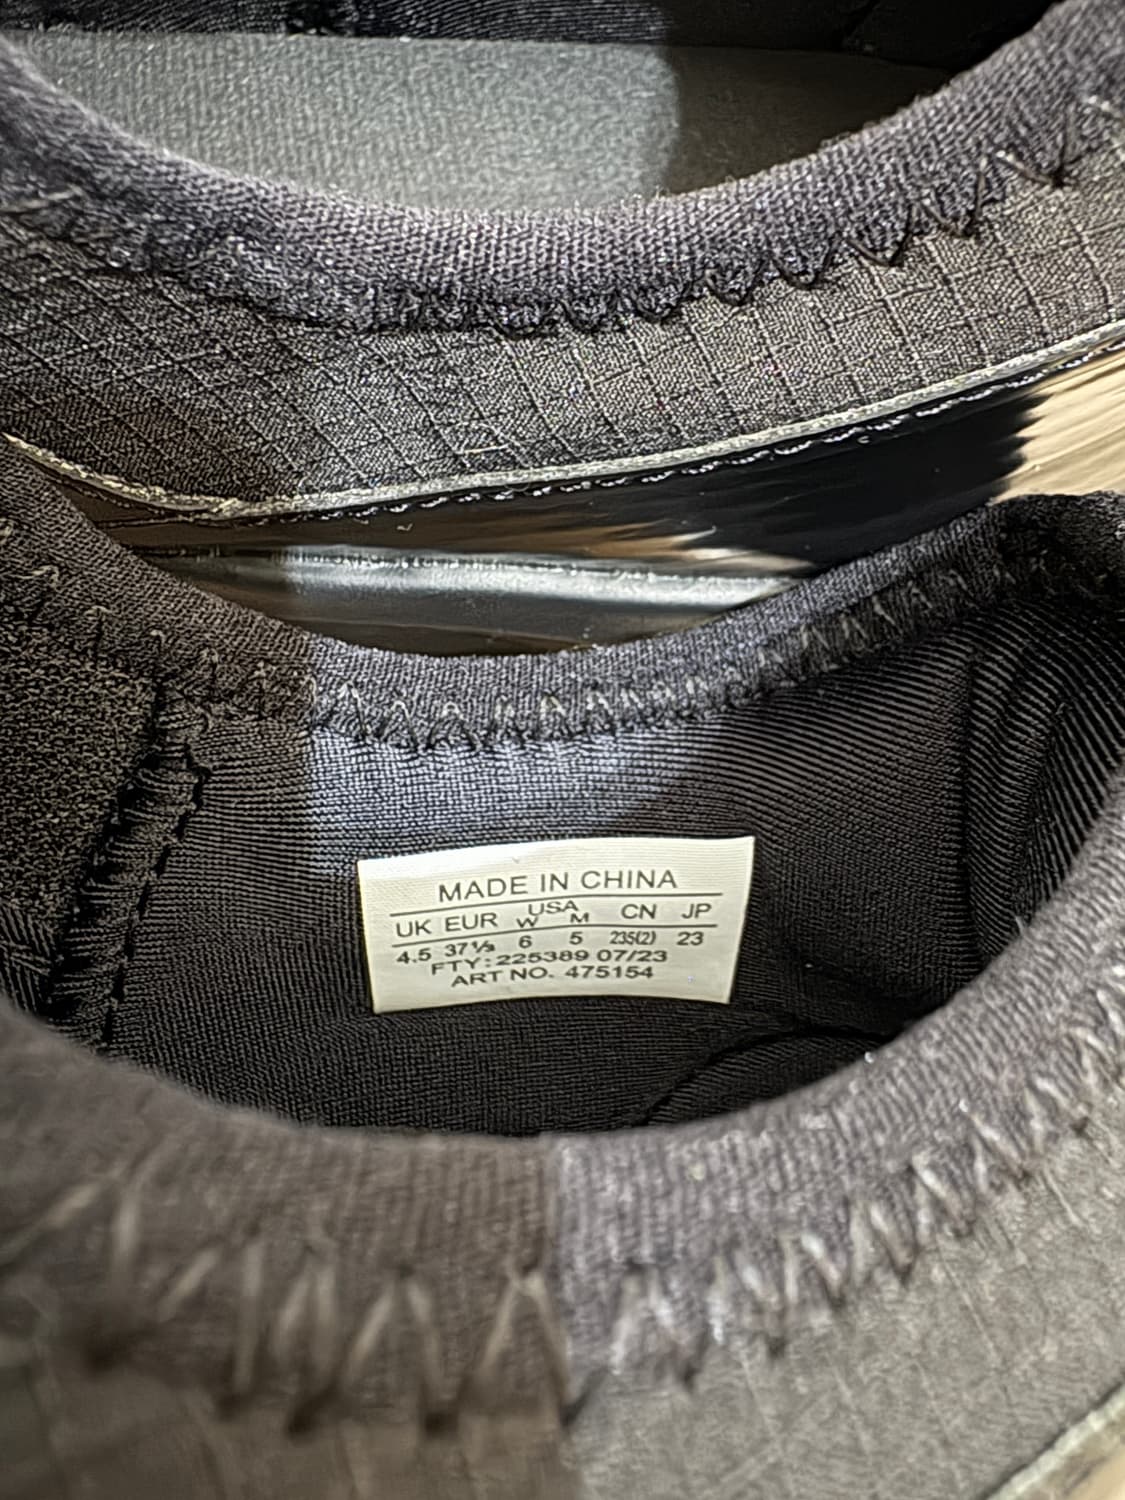 MADE IN CHINA
USA
UK EUR W M CN JP
4.5 37⅓ 6 5 235(2) 23
FTY: 225389 07/23
ART NO. 475154